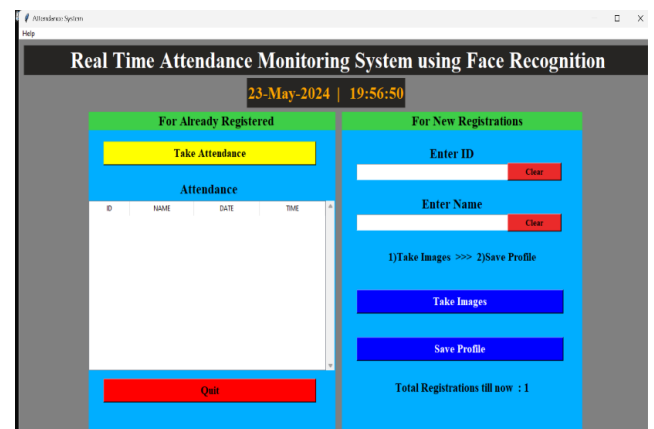 Attendance System
Help
Real Time Attendance Monitoring System using Face Recognition
23-May-2024 | 19:56:50
For Already Registered
Take Attendance
Attendance
ID NAME DATE TIME
Quit
For New Registrations
Enter ID
Clear
Enter Name
Clear
1)Take Images >>> 2)Save Profile
Take Images
Save Profile
Total Registrations till now : 1